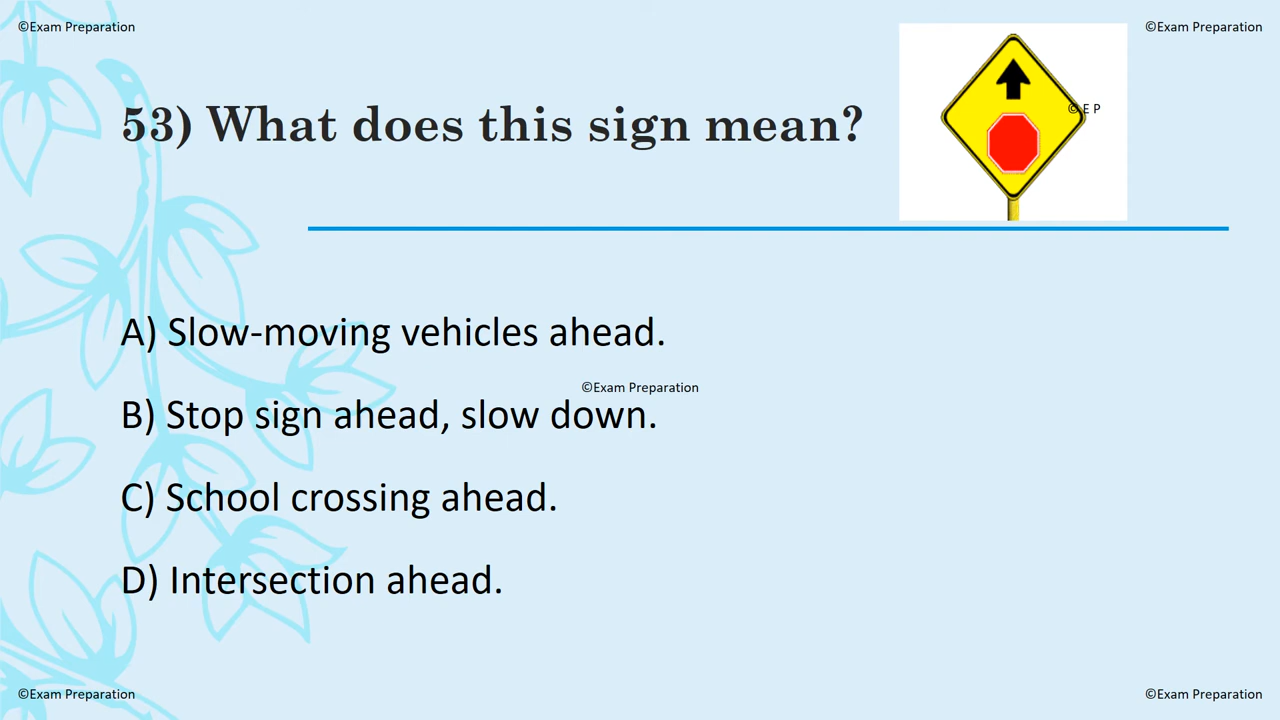 ©Exam Preparation
©Exam Preparation
53) What does this sign mean?
© E P
A) Slow-moving vehicles ahead.
©Exam Preparation
B) Stop sign ahead, slow down.
C) School crossing ahead.
D) Intersection ahead.
©Exam Preparation
©Exam Preparation